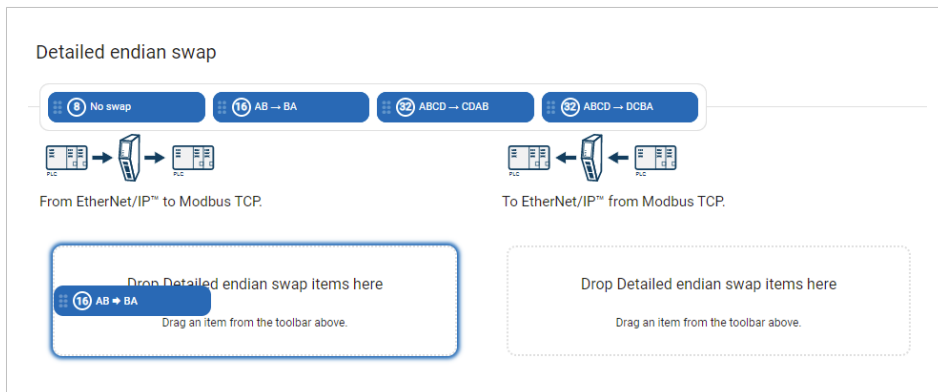 Detailed endian swap
8 No swap
16 AB → BA
32 ABCD → CDAB
32 ABCD → DCBA
PLC PLC
PLC PLC
From EtherNet/IP™ to Modbus TCP.
To EtherNet/IP™ from Modbus TCP.
Drop Detailed endian swap items here
16 AB → BA
Drag an item from the toolbar above.
Drop Detailed endian swap items here
Drag an item from the toolbar above.